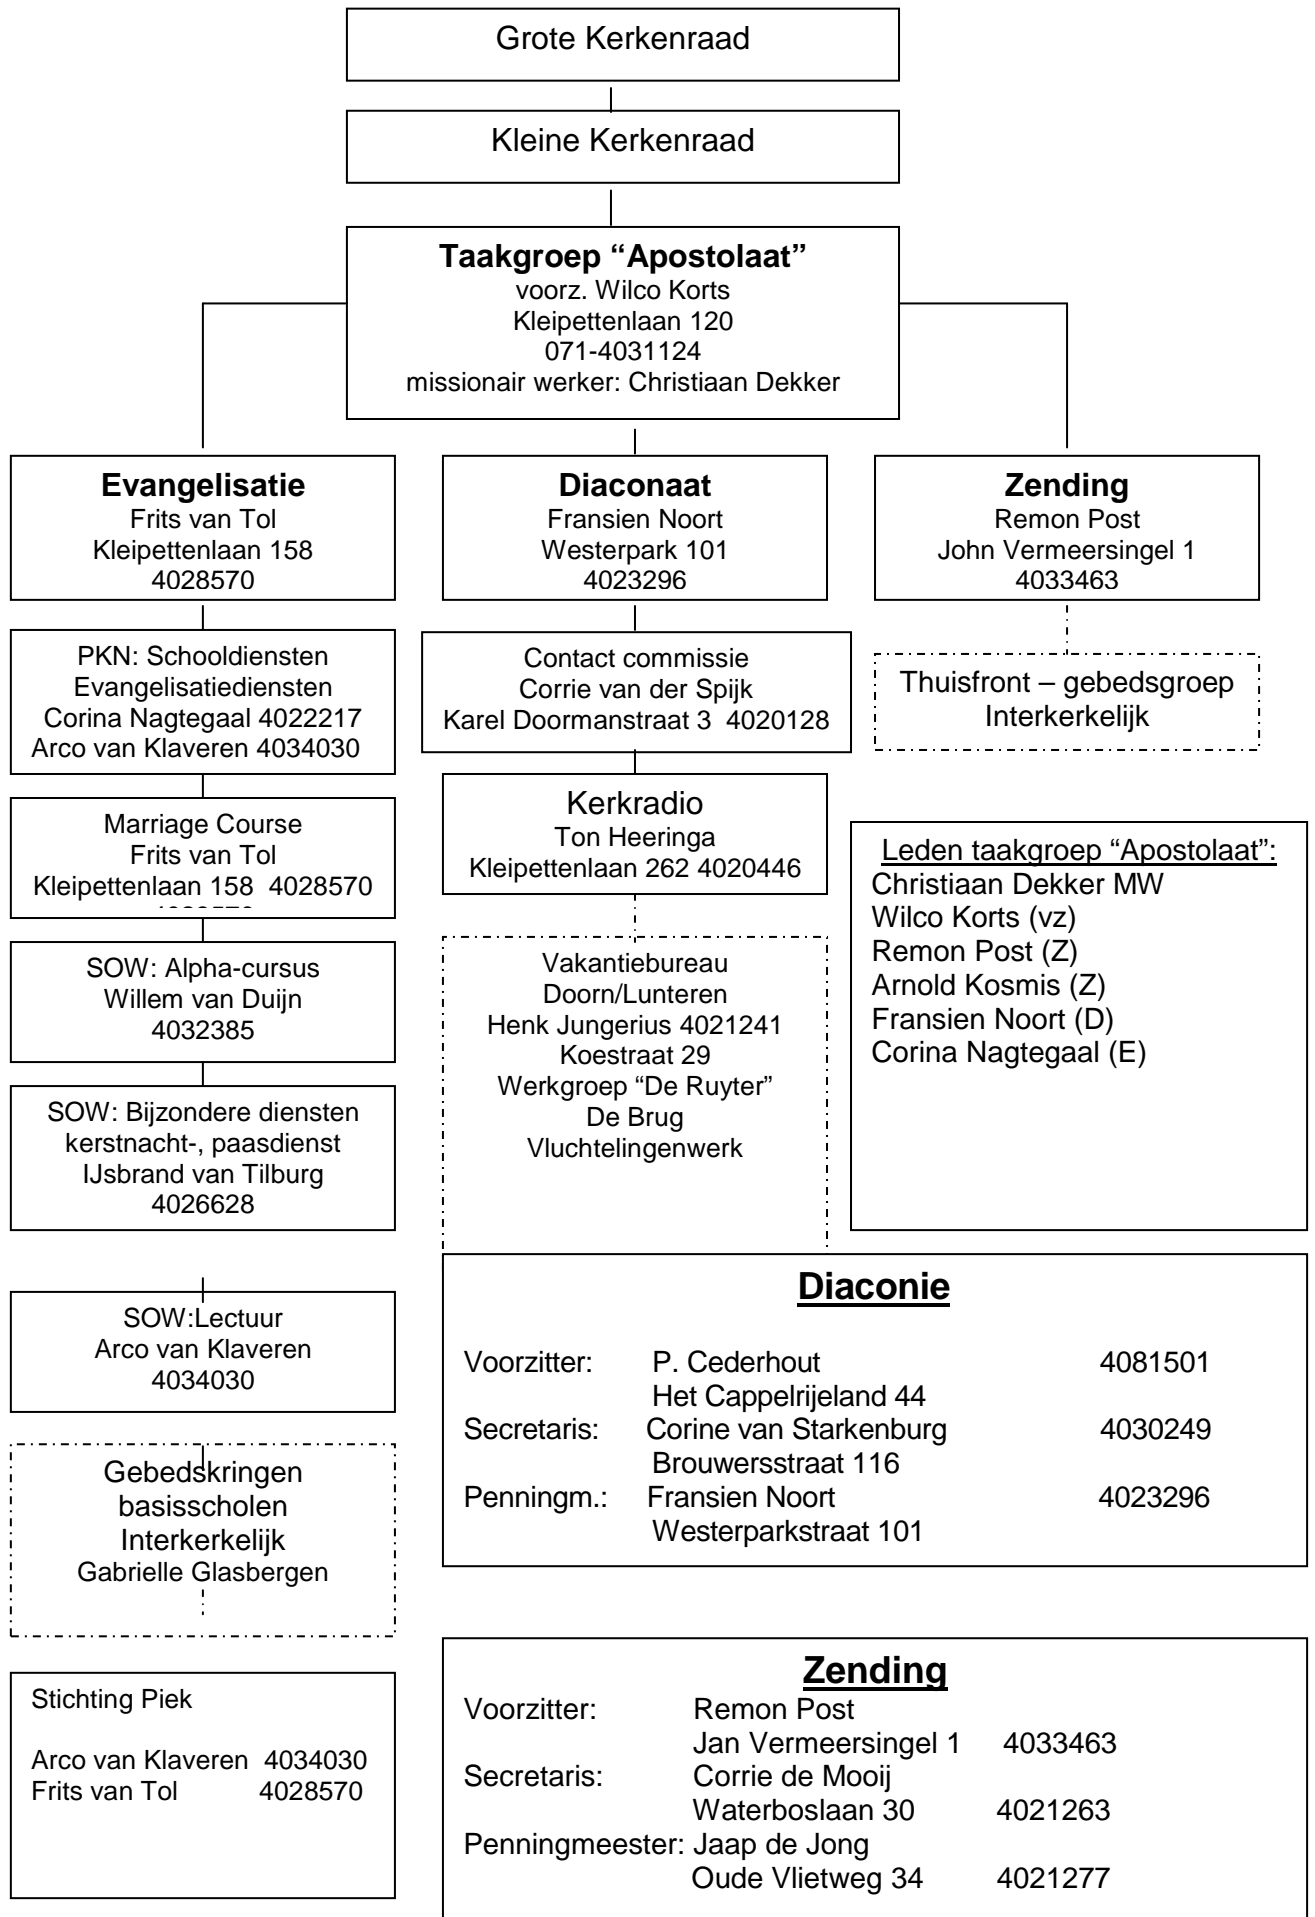 Grote Kerkenraad
Kleine Kerkenraad
Taakgroep “Apostolaat”
voorz. Wilco Korts
Kleipettenlaan 120
071-4031124
missionair werker: Christiaan Dekker
Evangelisatie
Frits van Tol
Kleipettenlaan 158
4028570
Diaconaat
Fransien Noort
Westerpark 101
4023296
Zending
Remon Post
John Vermeersingel 1
4033463
PKN: Schooldiensten
Evangelisatiediensten
Corina Nagtegaal 4022217
Arco van Klaveren 4034030
Marriage Course
Frits van Tol
Kleipettenlaan 158 4028570
SOW: Alpha-cursus
Willem van Duijn
4032385
SOW: Bijzondere diensten
kerstnacht-, paasdienst
IJsbrand van Tilburg
4026628
SOW:Lectuur
Arco van Klaveren
4034030
Gebedskringen
basisscholen
Interkerkelijk
Gabrielle Glasbergen
Stichting Piek
Arco van Klaveren 4034030
Frits van Tol 4028570
Contact commissie
Corrie van der Spijk
Karel Doormanstraat 3 4020128
Kerkradio
Ton Heeringa
Kleipettenlaan 262 4020446
Vakantiebureau
Doorn/Lunteren
Henk Jungerius 4021241
Koestraat 29
Werkgroep “De Ruyter”
De Brug
Vluchtelingenwerk
Thuisfront – gebedsgroep
Interkerkelijk
Leden taakgroep “Apostolaat”:
Christiaan Dekker MW
Wilco Korts (vz)
Remon Post (Z)
Arnold Kosmis (Z)
Fransien Noort (D)
Corina Nagtegaal (E)
Diaconie
Voorzitter: P. Cederhout 4081501
Het Cappelrijeland 44
Secretaris: Corine van Starkenburg 4030249
Brouwersstraat 116
Penningm.: Fransien Noort 4023296
Westerparkstraat 101
Zending
Voorzitter: Remon Post
Jan Vermeersingel 1 4033463
Secretaris: Corrie de Mooij
Waterboslaan 30 4021263
Penningmeester: Jaap de Jong
Oude Vlietweg 34 4021277